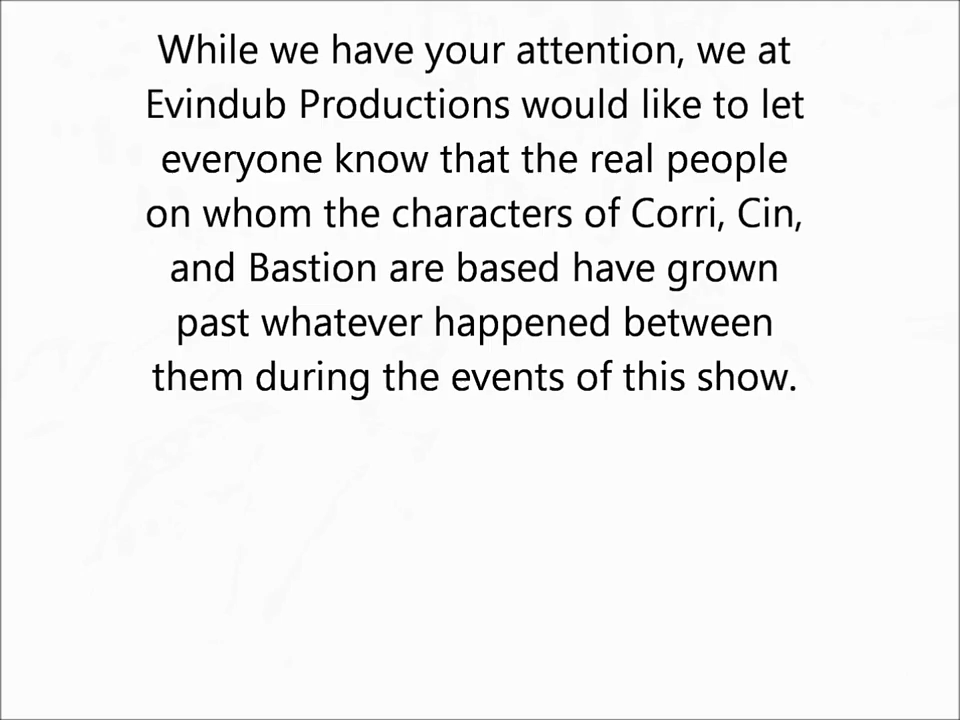 While we have your attention, we at
Evindub Productions would like to let
everyone know that the real people
on whom the characters of Corri, Cin,
and Bastion are based have grown
past whatever happened between
them during the events of this show.